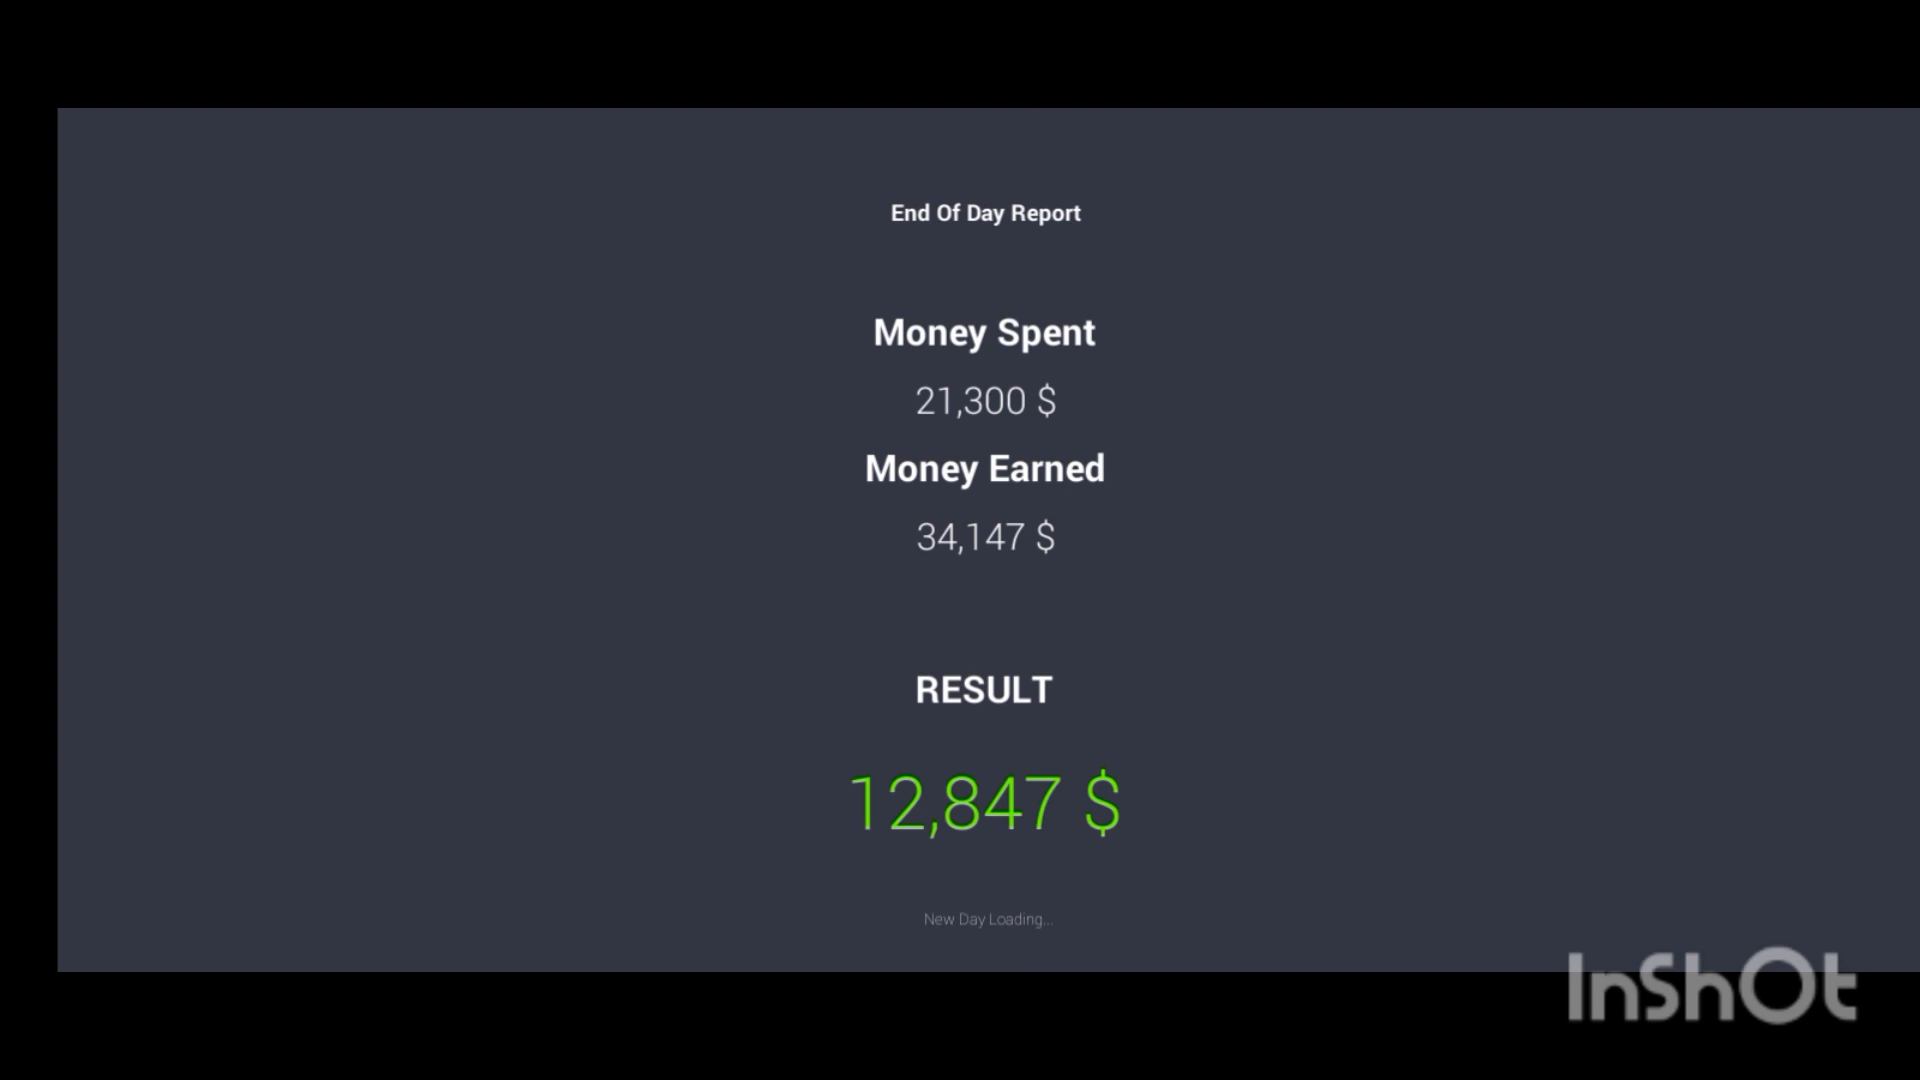 End Of Day Report
Money Spent
21,300 $
Money Earned
34,147 $
RESULT
12,847 $
New Day Loading...
InShOt